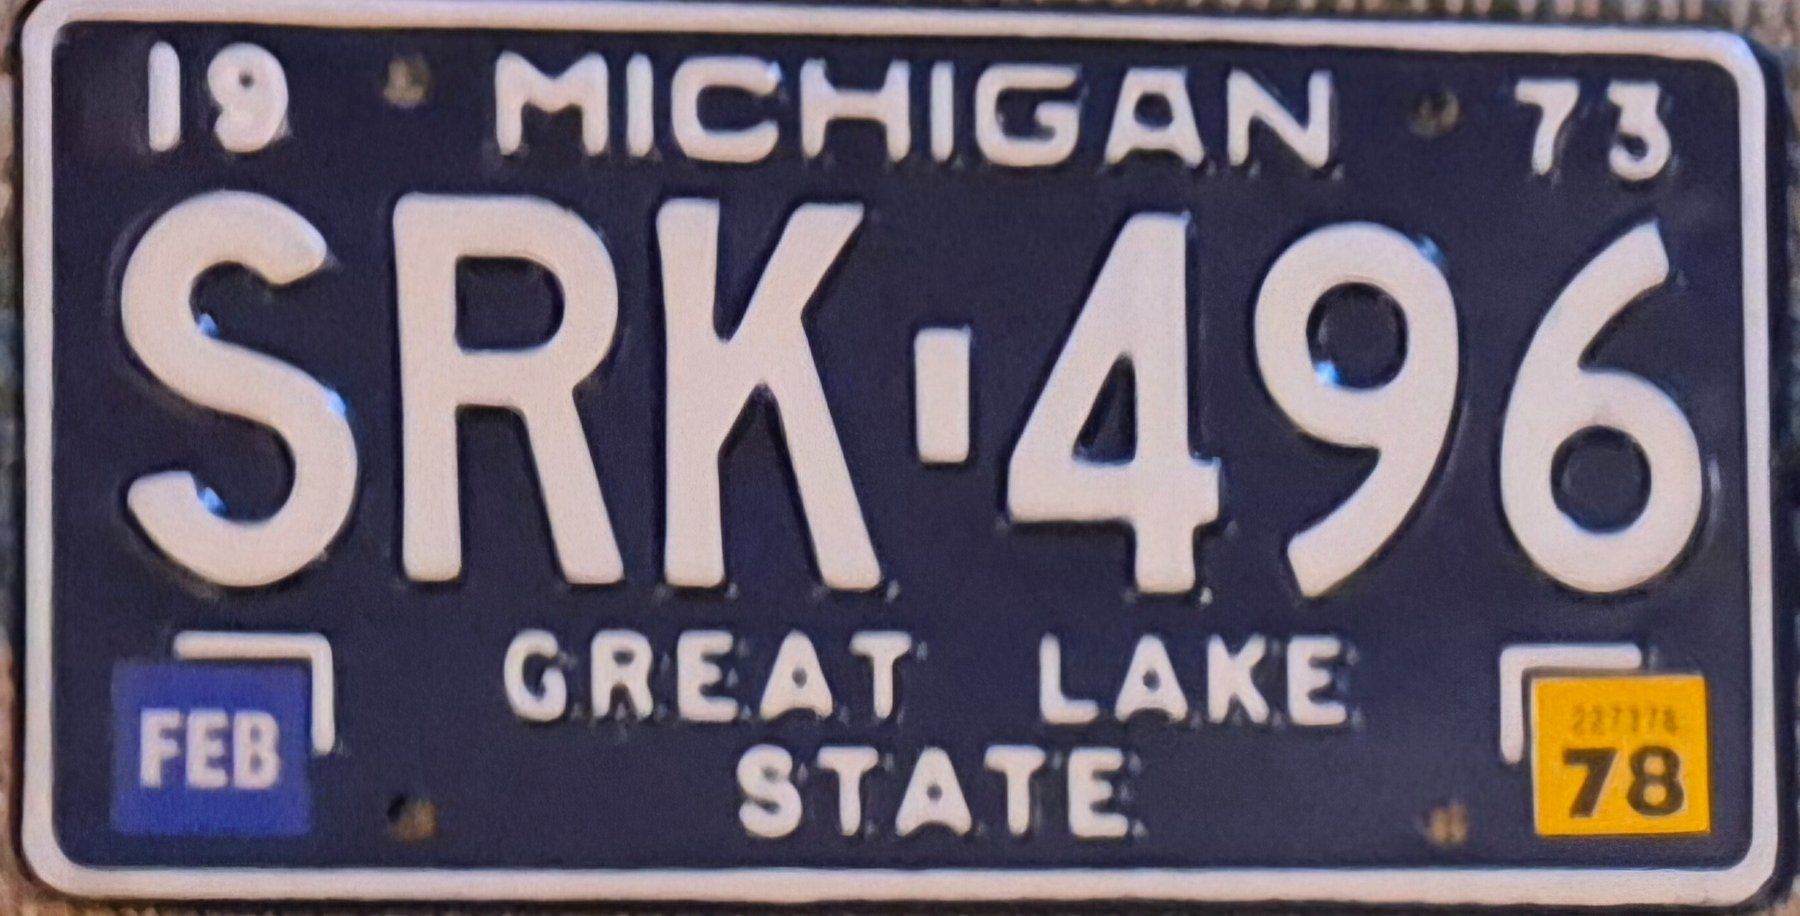 19 MICHIGAN 73
SRK-496
GREAT LAKE
STATE
FEB
78